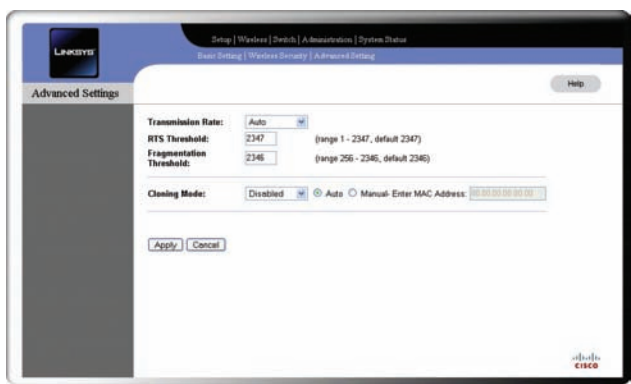 LINKSYS
Setup | Wireless | Switch | Administration | System Status
Basic Setting | Wireless Security | Advanced Setting
Advanced Settings
Help
Transmission Rate: Auto
RTS Threshold: 2347 (range 1 - 2347, default 2347)
Fragmentation Threshold: 2346 (range 256 - 2346, default 2346)
Cloning Mode: Disabled Auto Manual- Enter MAC Address: 00:00:00:00:00:00
Apply Cancel
CISCO